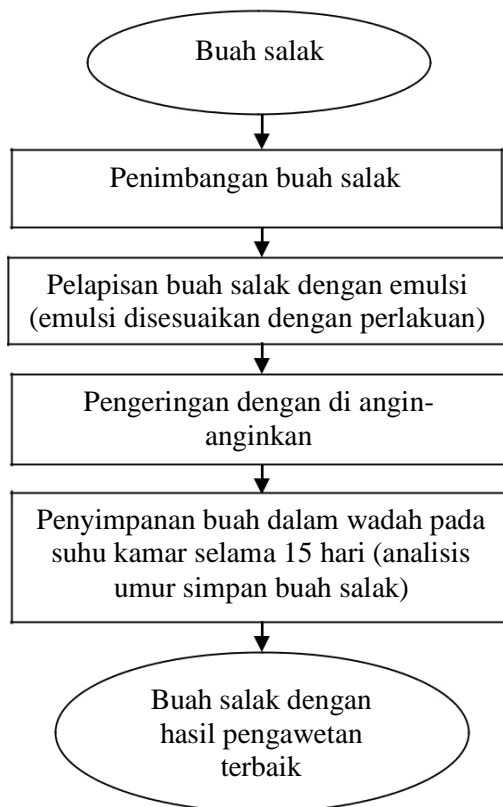 Buah salak
Penimbangan buah salak
Pelapisan buah salak dengan emulsi
(emulsi disesuaikan dengan perlakuan)
Pengeringan dengan di angin-
anginkan
Penyimpanan buah dalam wadah pada
suhu kamar selama 15 hari (analisis
umur simpan buah salak)
Buah salak dengan
hasil pengawetan
terbaik